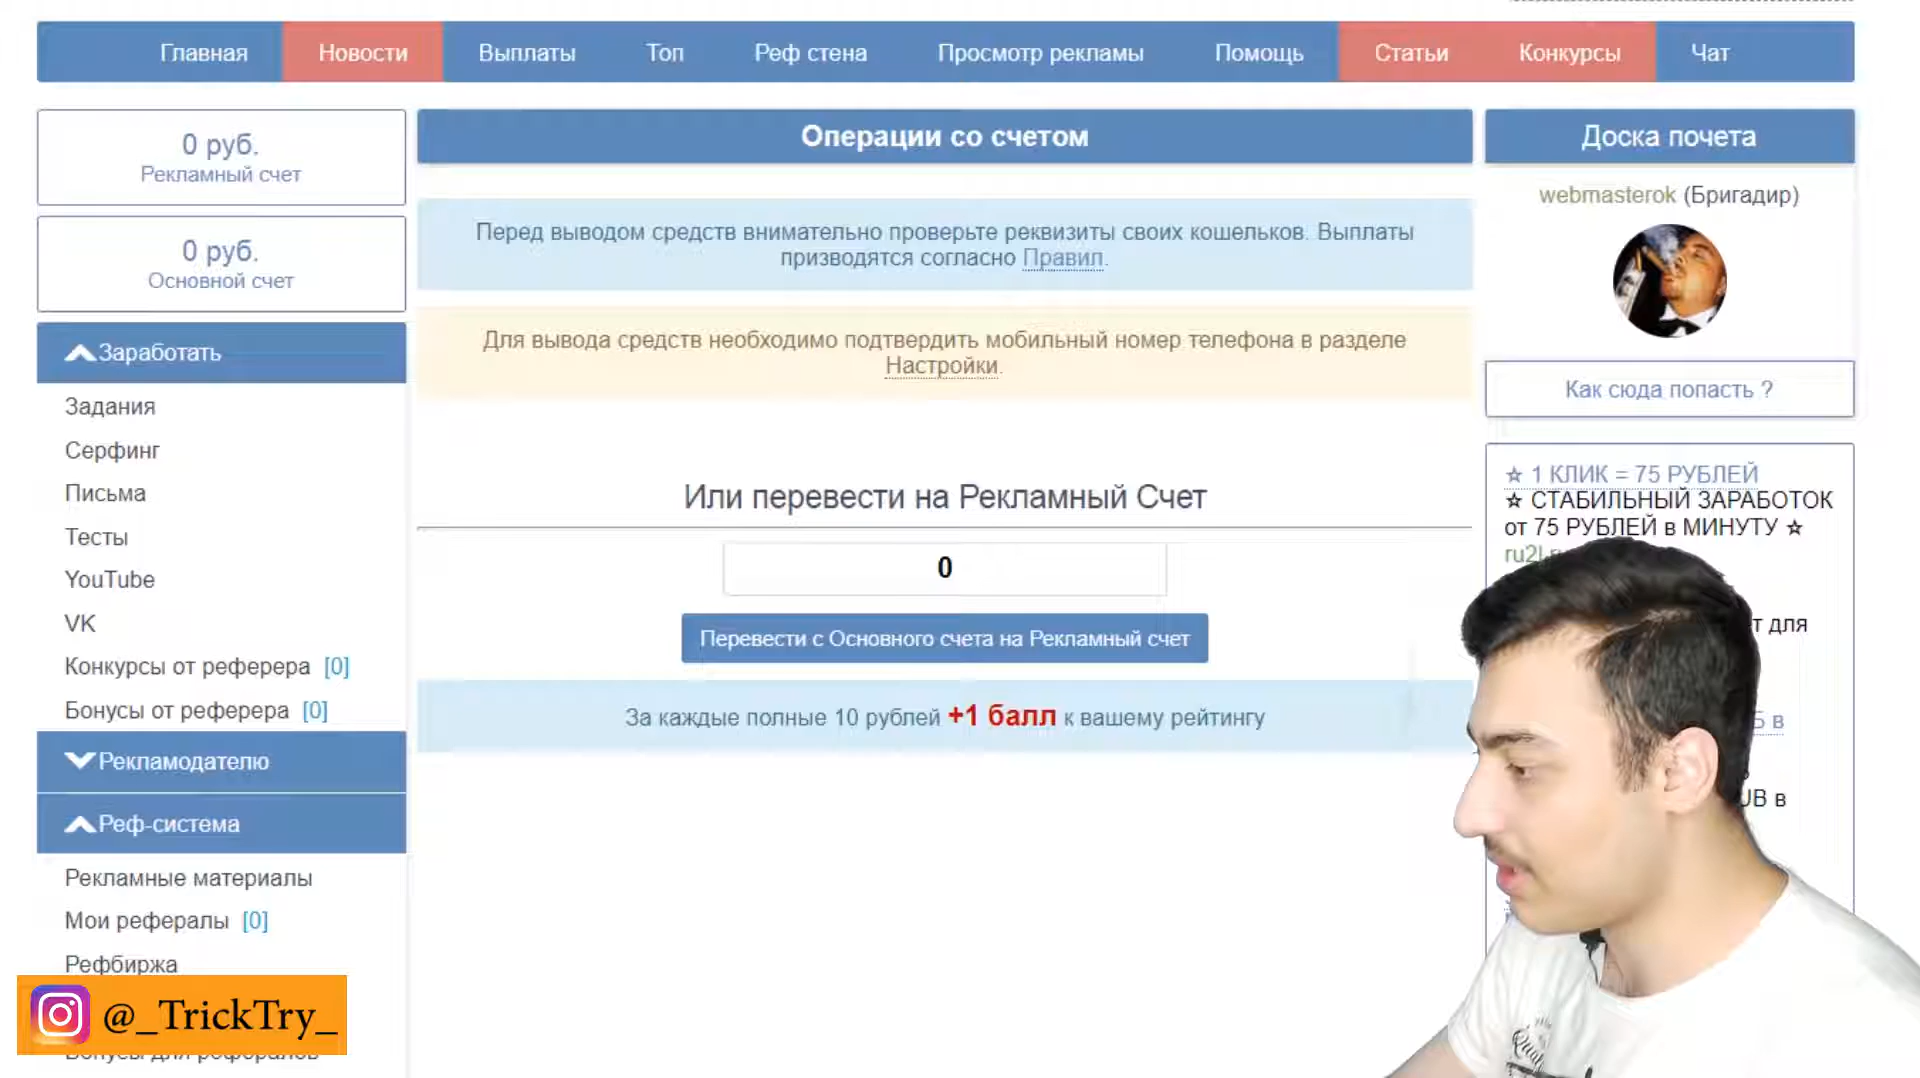 Главная Новости Выплаты Топ Реф стена Просмотр рекламы Помощь Статьи Конкурсы Чат
0 руб.
Рекламный счет
0 руб.
Основной счет
Заработать
Задания
Серфинг
Письма
Тесты
YouTube
VK
Конкурсы от реферера [0]
Бонусы от реферера [0]
Рекламодателю
Реф-система
Рекламные материалы
Мои рефералы [0]
Рефбиржа
Бонусы для рефералов
@_TrickTry_
Операции со счетом
Перед выводом средств внимательно проверьте реквизиты своих кошельков. Выплаты
призводятся согласно Правил.
Для вывода средств необходимо подтвердить мобильный номер телефона в разделе
Настройки.
Или перевести на Рекламный Счет
0
Перевести с Основного счета на Рекламный счет
За каждые полные 10 рублей +1 балл к вашему рейтингу
Доска почета
webmasterok (Бригадир)
Как сюда попасть ?
☆ 1 КЛИК = 75 РУБЛЕЙ
☆ СТАБИЛЬНЫЙ ЗАРАБОТОК
от 75 РУБЛЕЙ в МИНУТУ ☆
для
в
в